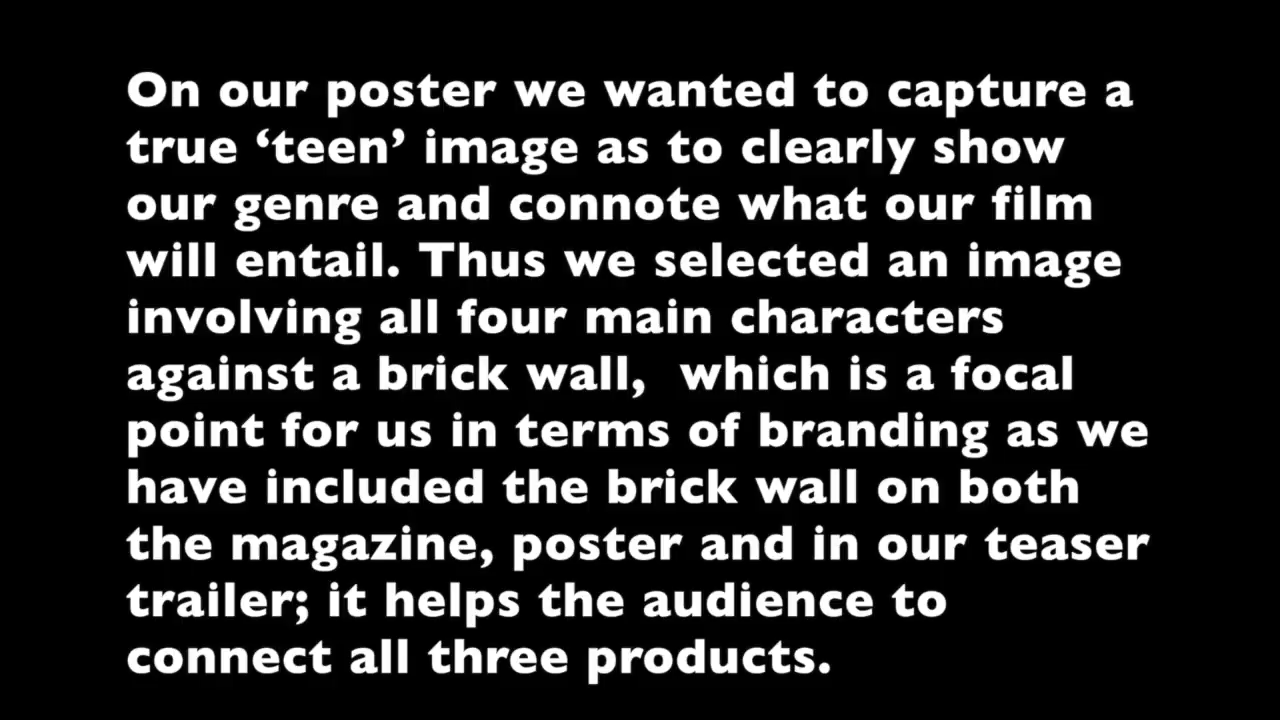 On our poster we wanted to capture a
true ‘teen’ image as to clearly show
our genre and connote what our film
will entail. Thus we selected an image
involving all four main characters
against a brick wall,  which is a focal
point for us in terms of branding as we
have included the brick wall on both
the magazine, poster and in our teaser
trailer; it helps the audience to
connect all three products.